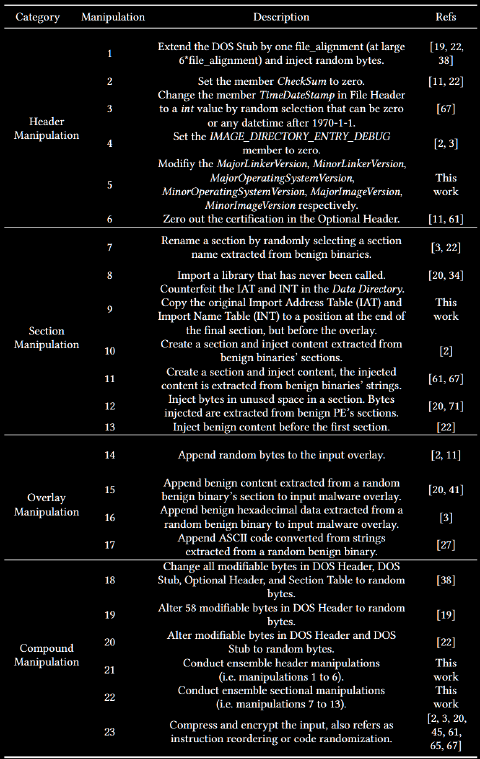 Category Manipulation Description Refs
Header Manipulation
1 Extend the DOS Stub by one file_alignment (at large 6*file_alignment) and inject random bytes. [19, 22, 38]
2 Set the member CheckSum to zero. [11, 22]
3 Change the member TimeDateStamp in File Header to a int value by random selection that can be zero or any datetime after 1970-1-1. [67]
4 Set the IMAGE_DIRECTORY_ENTRY_DEBUG member to zero. [2, 3]
5 Modifiy the MajorLinkerVersion, MinorLinkerVersion, MajorOperatingSystemVersion, MinorOperatingSystemVersion, MajorImageVersion, MinorImageVersion respectively. This work
6 Zero out the certification in the Optional Header. [11, 61]
Section Manipulation
7 Rename a section by randomly selecting a section name extracted from benign binaries. [3, 22]
8 Import a library that has never been called. [20, 34]
9 Counterfeit the IAT and INT in the Data Directory. Copy the original Import Address Table (IAT) and Import Name Table (INT) to a position at the end of the final section, but before the overlay. This work
10 Create a section and inject content extracted from benign binaries' sections. [2]
11 Create a section and inject content, the injected content is extracted from benign binaries' strings. [61, 67]
12 Inject bytes in unused space in a section. Bytes injected are extracted from benign PE's sections. [20, 71]
13 Inject benign content before the first section. [22]
Overlay Manipulation
14 Append random bytes to the input overlay. [2, 11]
15 Append benign content extracted from a random benign binary's section to input malware overlay. [20, 41]
16 Append benign hexadecimal data extracted from a random benign binary to input malware overlay. [3]
17 Append ASCII code converted from strings extracted from a random benign binary. [27]
Compound Manipulation
18 Change all modifiable bytes in DOS Header, DOS Stub, Optional Header, and Section Table to random bytes. [38]
19 Alter 58 modifiable bytes in DOS Header to random bytes. [19]
20 Alter modifiable bytes in DOS Header and DOS Stub to random bytes. [22]
21 Conduct ensemble header manipulations (i.e. manipulations 1 to 6). This work
22 Conduct ensemble sectional manipulations (i.e. manipulations 7 to 13). This work
23 Compress and encrypt the input, also refers as instruction reordering or code randomization. [2, 3, 20, 45, 61, 65, 67]